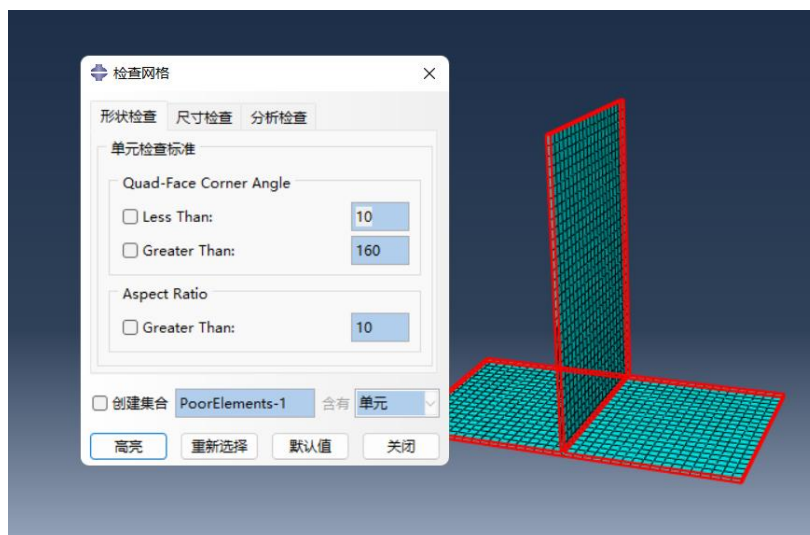 检查网格
形状检查 尺寸检查 分析检查
单元检查标准
Quad-Face Corner Angle
Less Than: 10
Greater Than: 160
Aspect Ratio
Greater Than: 10
创建集合 PoorElements-1 含有 单元
高亮 重新选择 默认值 关闭